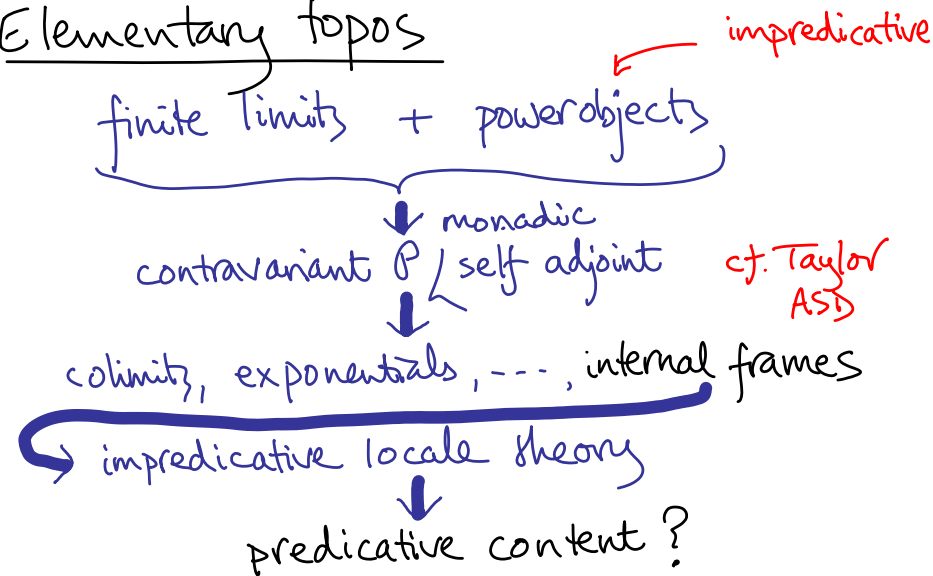 Elementary topos
impredicative
finite limits + powerobjects
monadic
contravariant P self adjoint
cf. Taylor
ASD
colimits, exponentials, ---, internal frames
impredicative locale theory
predicative content?